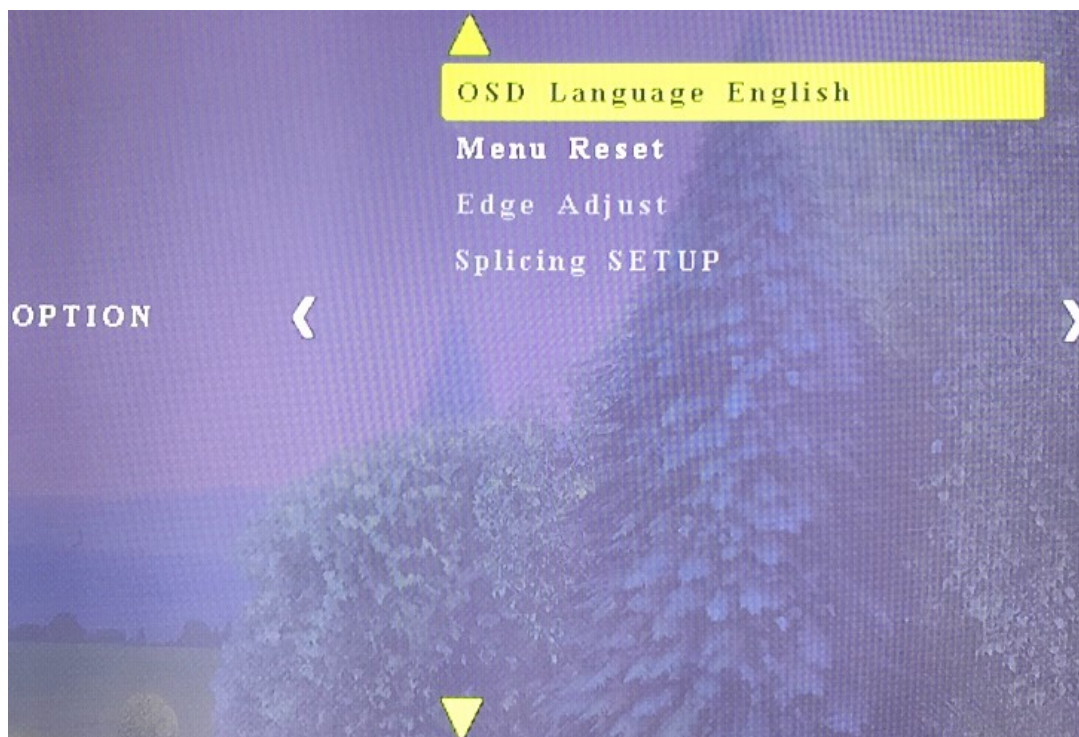 OSD Language English
Menu Reset
Edge Adjust
Splicing SETUP
OPTION